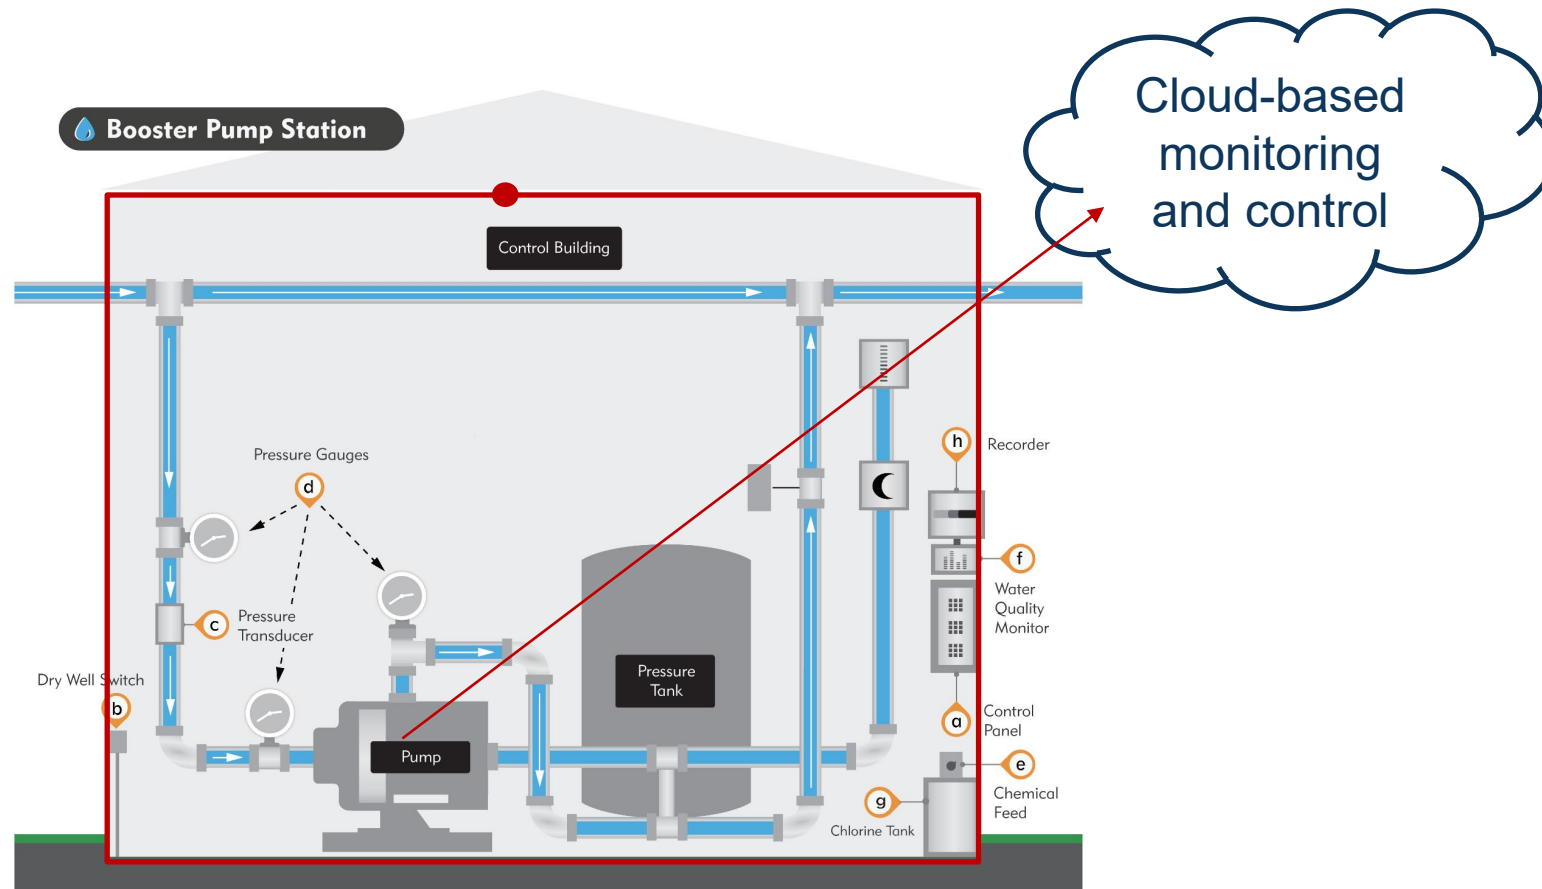 Cloud-based
monitoring
and control
Booster Pump Station
Control Building
Pressure Gauges
d
h
Recorder
f
Water
Quality
Monitor
c
Pressure
Transducer
Dry Well Switch
b
Pressure
Tank
a
Control
Panel
Pump
e
Chemical
Feed
g
Chlorine Tank